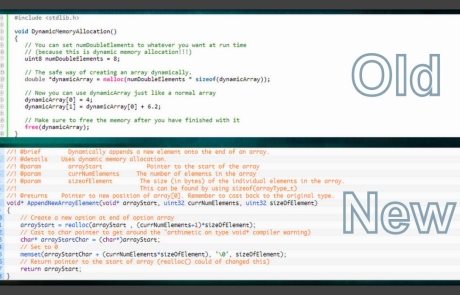 #include <stdlib.h>
void DynamicMemoryAllocation()
{
// You can set numDoubleElements to whatever you want at run time
// (because this is dynamic memory allocation!!!)
uint8 numDoubleElements = 8;
// The safe way of creating an array dynamically.
double *dynamicArray = malloc(numDoubleElements * sizeof(dynamicArray));
// Now you can use dynamicArray just like a normal array
dynamicArray[0] = 4;
dynamicArray[1] = dynamicArray[0] + 6.2;
// Make sure to free the memory after you have finished with it
free(dynamicArray);
}
Old
//! @brief Dynamically appends a new element onto the end of an array.
//! @details Uses dynamic memory allocation.
//! @param arrayStart Pointer to the start of the array
//! @param currNumElements The number of elements in the array
//! @param sizeOfElement The size (in bytes) of the individual elements in the array.
//! This can be found by using sizeof(arrayType_t)
//! @returns Pointer to new position of array[0]. Remember to cast back to the original type.
void* AppendNewArrayElement(void* arrayStart, uint32 currNumElements, uint32 sizeOfElement)
{
// Create a new option at end of option array
arrayStart = realloc(arrayStart , (currNumElements+1)*sizeOfElement);
// Cast to char pointer to get around the "arthimetic on type void* compiler warning)
char* arrayStartChar = (char*)arrayStart;
// Set to 0
memset(arrayStartChar + (currNumElements*sizeOfElement), '\0', sizeOfElement);
// Return pointer to the start of array (realloc() could of changed this)
return arrayStart;
}
New